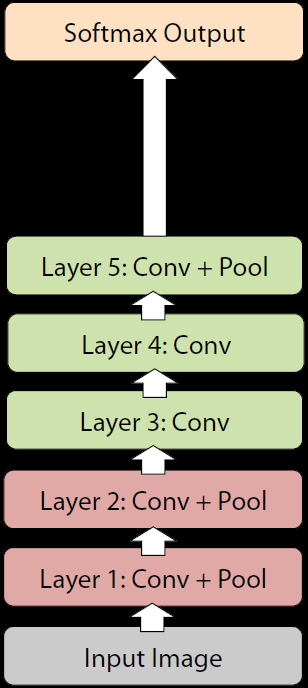 Softmax Output
Layer 5: Conv + Pool
Layer 4: Conv
Layer 3: Conv
Layer 2: Conv + Pool
Layer 1: Conv + Pool
Input Image